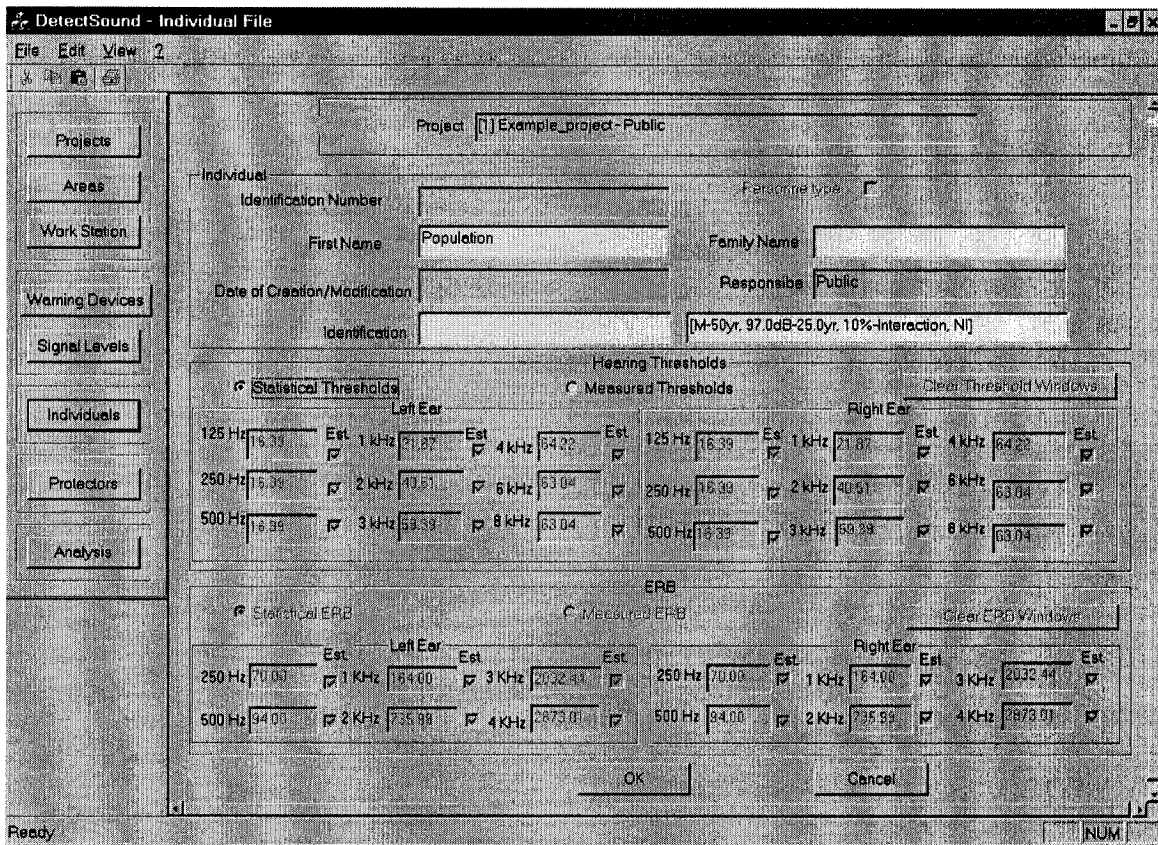 DetectSound - Individual File
File Edit View ?
Projects
Areas
Work Station
Warning Devices
Signal Levels
Individuals
Protectors
Analysis
Project [1] Example_project - Public
Individual
Identification Number
Personne type
First Name Population Family Name
Date of Creation/Modification Responsibe Public
Identification [M-50yr, 97.0dB-25.0yr, 10%-Interaction, NI]
Hearing Thresholds
Statistical Thresholds Measured Thresholds Clear Threshold Windows
Left Ear Right Ear
125 Hz 16.39 Est 1 kHz 21.87 Est 4 kHz 64.22 Est 125 Hz 16.39 Es 1 kHz 21.87 Est 4 kHz 64.22 Est
250 Hz 16.39 2 kHz 40.51 6 kHz 63.04 250 Hz 16.39 2 kHz 40.51 6 kHz 63.04
500 Hz 16.39 3 kHz 59.39 8 kHz 63.04 500 Hz 16.39 3 kHz 59.39 8 kHz 63.04
ERB
Statistical ERB Measured ERB Clear ERB Windows
Left Ear Right Ear
250 Hz 70.00 Est 1 KHz 164.00 Est 3 KHz 2032.44 Est 250 Hz 70.00 Est 1 KHz 164.00 Est 3 KHz 2032.44 Est
500 Hz 94.00 2 KHz 735.99 4 KHz 2873.01 500 Hz 94.00 2 KHz 735.99 4 KHz 2873.01
OK Cancel
Ready NUM